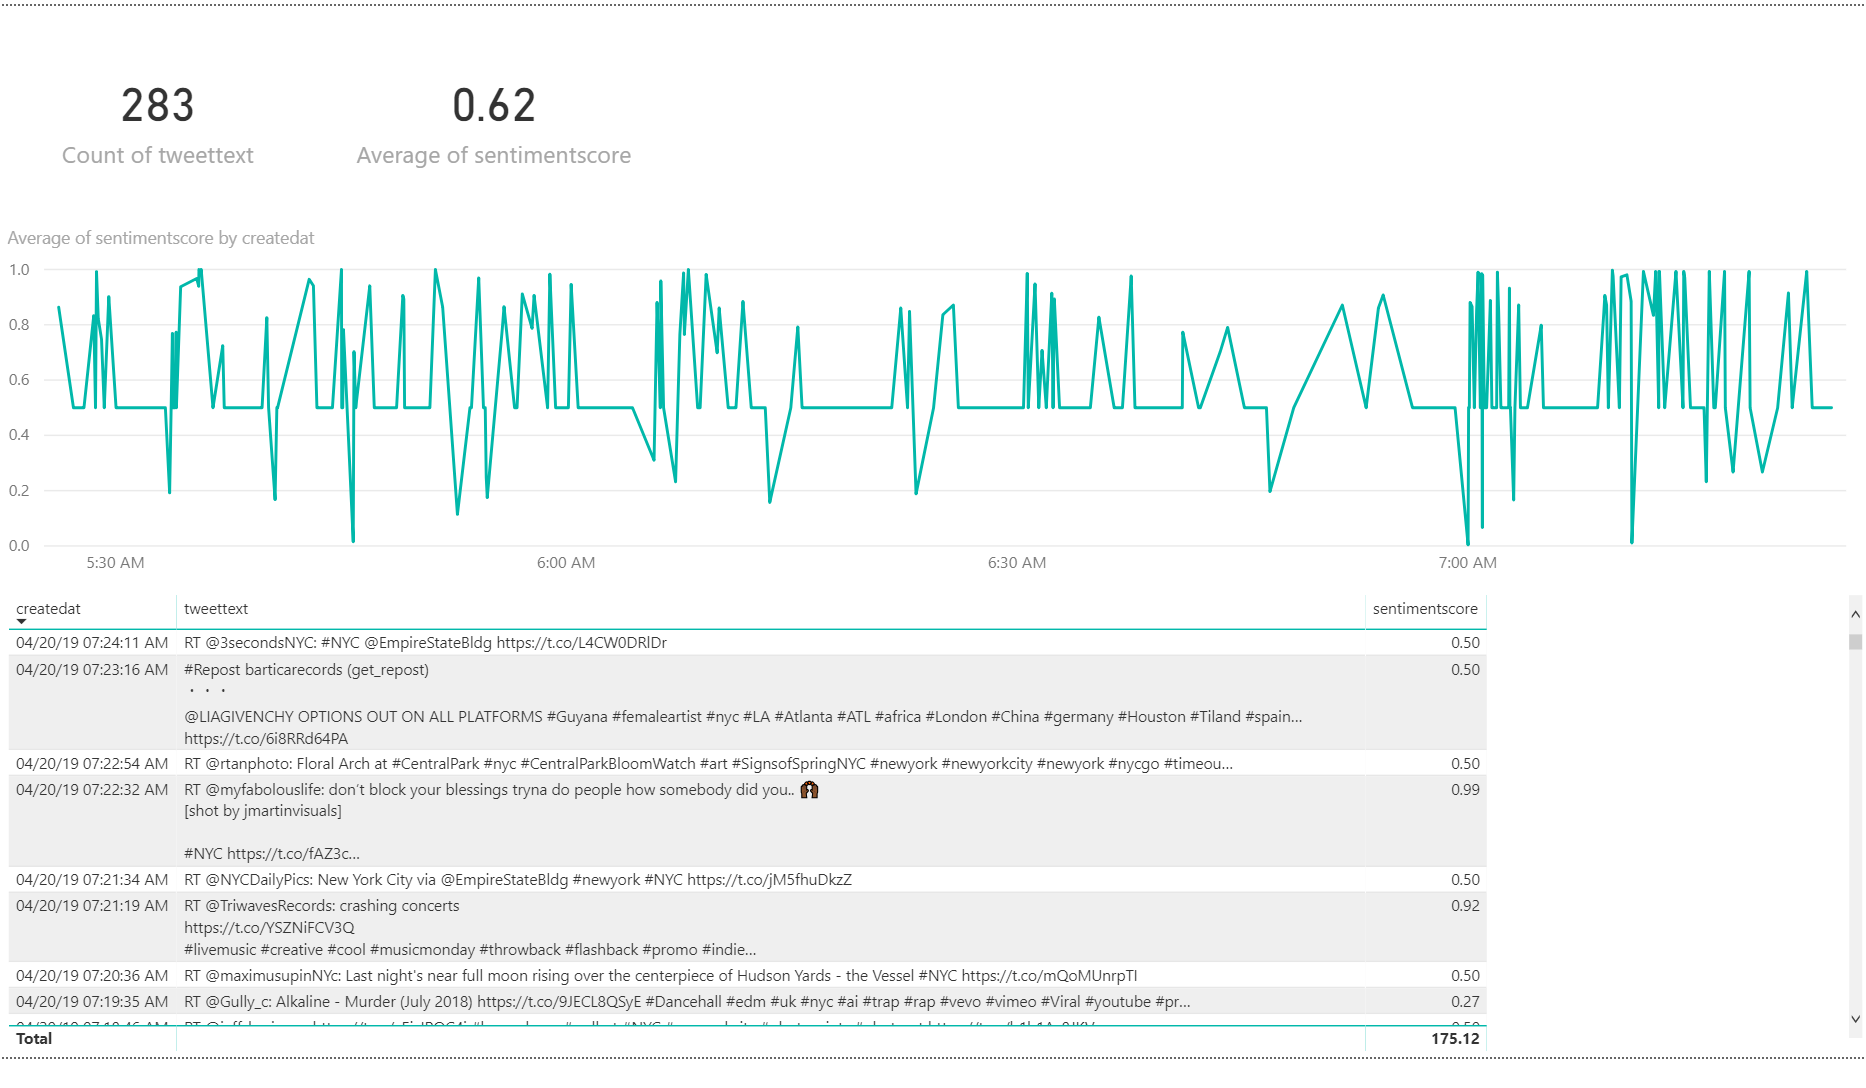 283
0.62
Count of tweettext
Average of sentimentscore
Average of sentimentscore by createdat
1.0
0.8
0.6
0.4
0.2
0.0
5:30 AM 6:00 AM 6:30 AM 7:00 AM
createdat tweettext sentimentscore
04/20/19 07:24:11 AM RT @3secondsNYC: #NYC @EmpireStateBldg https://t.co/L4CW0DRlDr 0.50
04/20/19 07:23:16 AM #Repost barticarecords (get_repost) 0.50
・・・
@LIAGIVENCHY OPTIONS OUT ON ALL PLATFORMS #Guyana #femaleartist #nyc #LA #Atlanta #ATL #africa #London #China #germany #Houston #Tiland #spain…
https://t.co/6i8RRd64PA
04/20/19 07:22:54 AM RT @rtanphoto: Floral Arch at #CentralPark #nyc #CentralParkBloomWatch #art #SignsofSpringNYC #newyork #newyorkcity #newyork #nycgo #timeou… 0.50
04/20/19 07:22:32 AM RT @myfabolouslife: don’t block your blessings tryna do people how somebody did you.. 0.99
[shot by jmartinvisuals]
#NYC https://t.co/fAZ3c…
04/20/19 07:21:34 AM RT @NYCDailyPics: New York City via @EmpireStateBldg #newyork #NYC https://t.co/jM5fhuDkzZ 0.50
04/20/19 07:21:19 AM RT @TriwavesRecords: crashing concerts 0.92
https://t.co/YSZNiFCV3Q
#livemusic #creative #cool #musicmonday #throwback #flashback #promo #indie…
04/20/19 07:20:36 AM RT @maximusupinNYc: Last night's near full moon rising over the centerpiece of Hudson Yards - the Vessel #NYC https://t.co/mQoMUnrpTI 0.50
04/20/19 07:19:35 AM RT @Gully_c: Alkaline - Murder (July 2018) https://t.co/9JECL8QSyE #Dancehall #edm #uk #nyc #ai #trap #rap #vevo #vimeo #Viral #youtube #pr… 0.27
Total 175.12